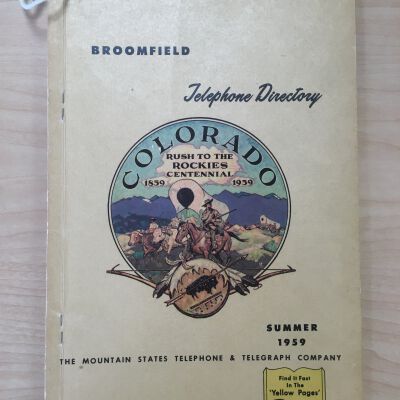 BROOMFIELD
Telephone Directory
COLORADO
RUSH TO THE
ROCKIES
CENTENNIAL
1859 1959
SUMMER
1959
THE MOUNTAIN STATES TELEPHONE & TELEGRAPH COMPANY
Find It Fast
In The
'Yellow Pages'